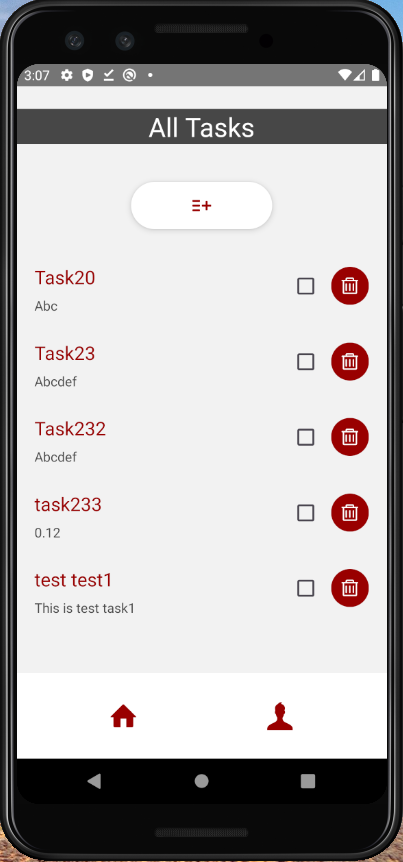 3:07
All Tasks
Task20
Abc
Task23
Abcdef
Task232
Abcdef
task233
0.12
test test1
This is test task1